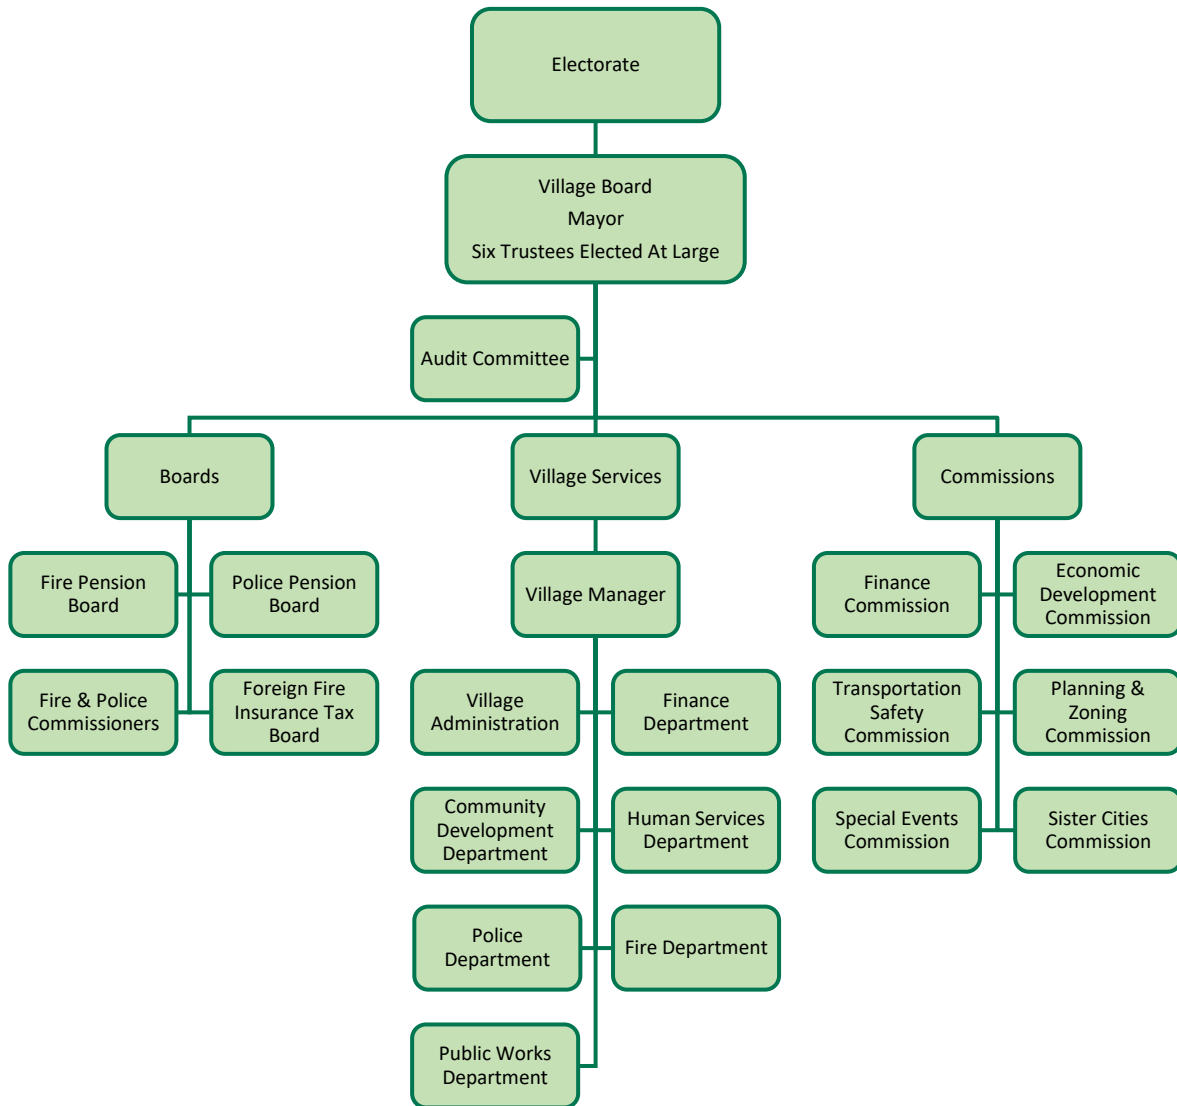 Electorate
Village Board
Mayor
Six Trustees Elected At Large
Audit Committee
Boards
Village Services
Commissions
Fire Pension
Board
Police Pension
Board
Village Manager
Finance
Commission
Economic
Development
Commission
Fire & Police
Commissioners
Foreign Fire
Insurance Tax
Board
Village
Administration
Finance
Department
Transportation
Safety
Commission
Planning &
Zoning
Commission
Community
Development
Department
Human Services
Department
Special Events
Commission
Sister Cities
Commission
Police
Department
Fire Department
Public Works
Department